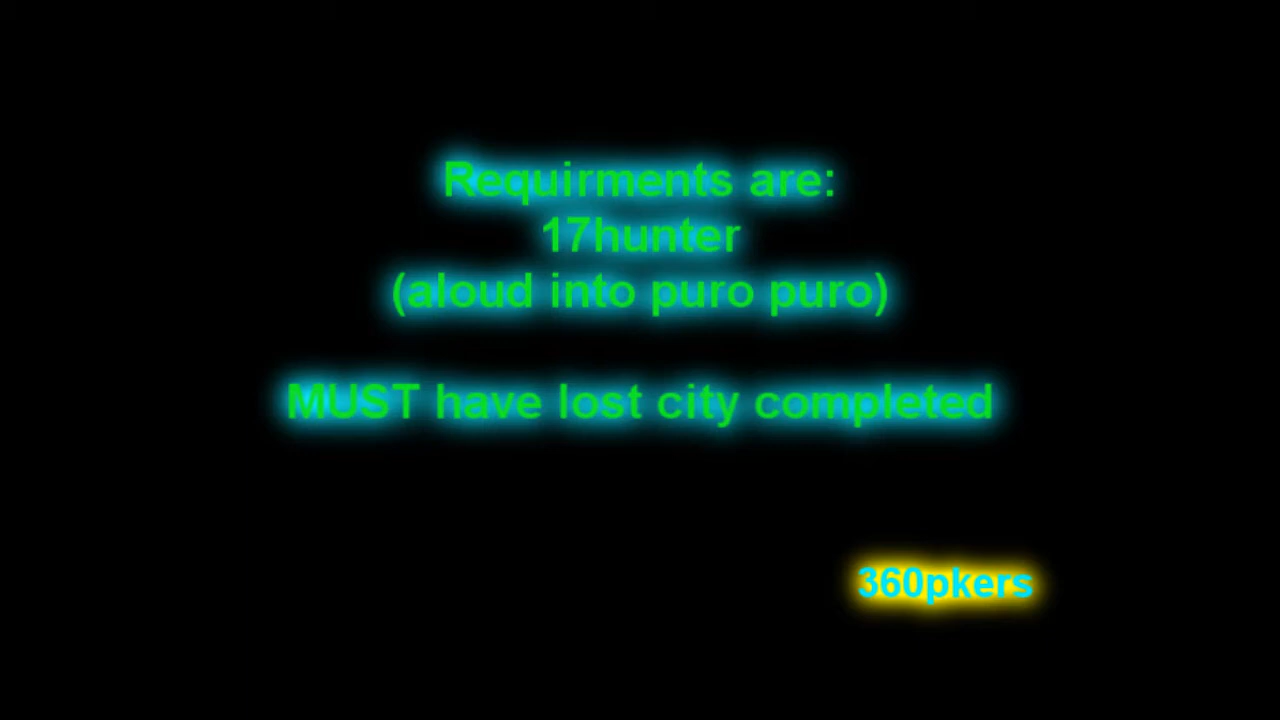 Requirments are:
17hunter
(aloud into puro puro)
MUST have lost city completed
360pkers